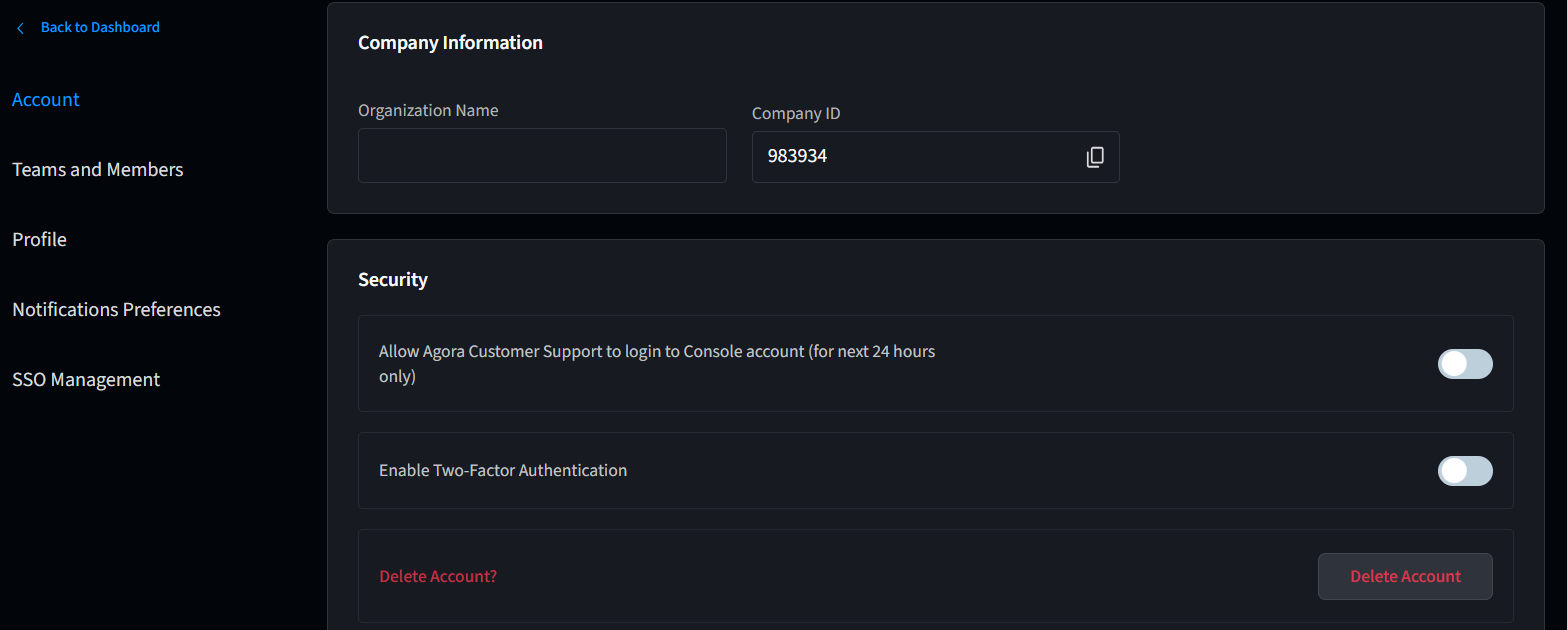 Back to Dashboard
Account
Teams and Members
Profile
Notifications Preferences
SSO Management
Company Information
Organization Name
Company ID
983934
Security
Allow Agora Customer Support to login to Console account (for next 24 hours
only)
Enable Two-Factor Authentication
Delete Account?
Delete Account